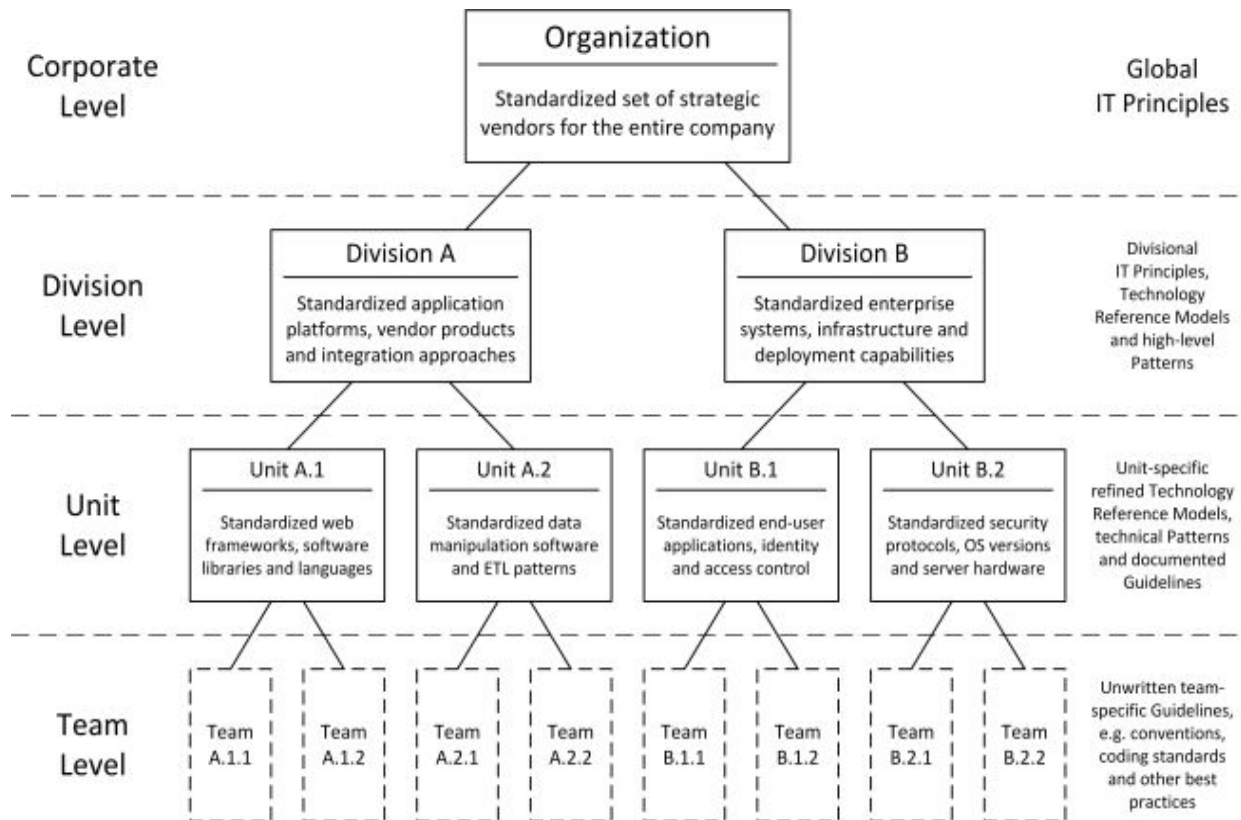 Corporate
Level
Organization
Standardized set of strategic
vendors for the entire company
Global
IT Principles
Division
Level
Division A
Standardized application
platforms, vendor products
and integration approaches
Division B
Standardized enterprise
systems, infrastructure and
deployment capabilities
Divisional
IT Principles,
Technology
Reference Models
and high-level
Patterns
Unit
Level
Unit A.1
Standardized web
frameworks, software
libraries and languages
Unit A.2
Standardized data
manipulation software
and ETL patterns
Unit B.1
Standardized end-user
applications, identity
and access control
Unit B.2
Standardized security
protocols, OS versions
and server hardware
Unit-specific
refined Technology
Reference Models,
technical Patterns
and documented
Guidelines
Team
Level
Team
A.1.1
Team
A.1.2
Team
A.2.1
Team
A.2.2
Team
B.1.1
Team
B.1.2
Team
B.2.1
Team
B.2.2
Unwritten team-
specific Guidelines,
e.g. conventions,
coding standards
and other best
practices